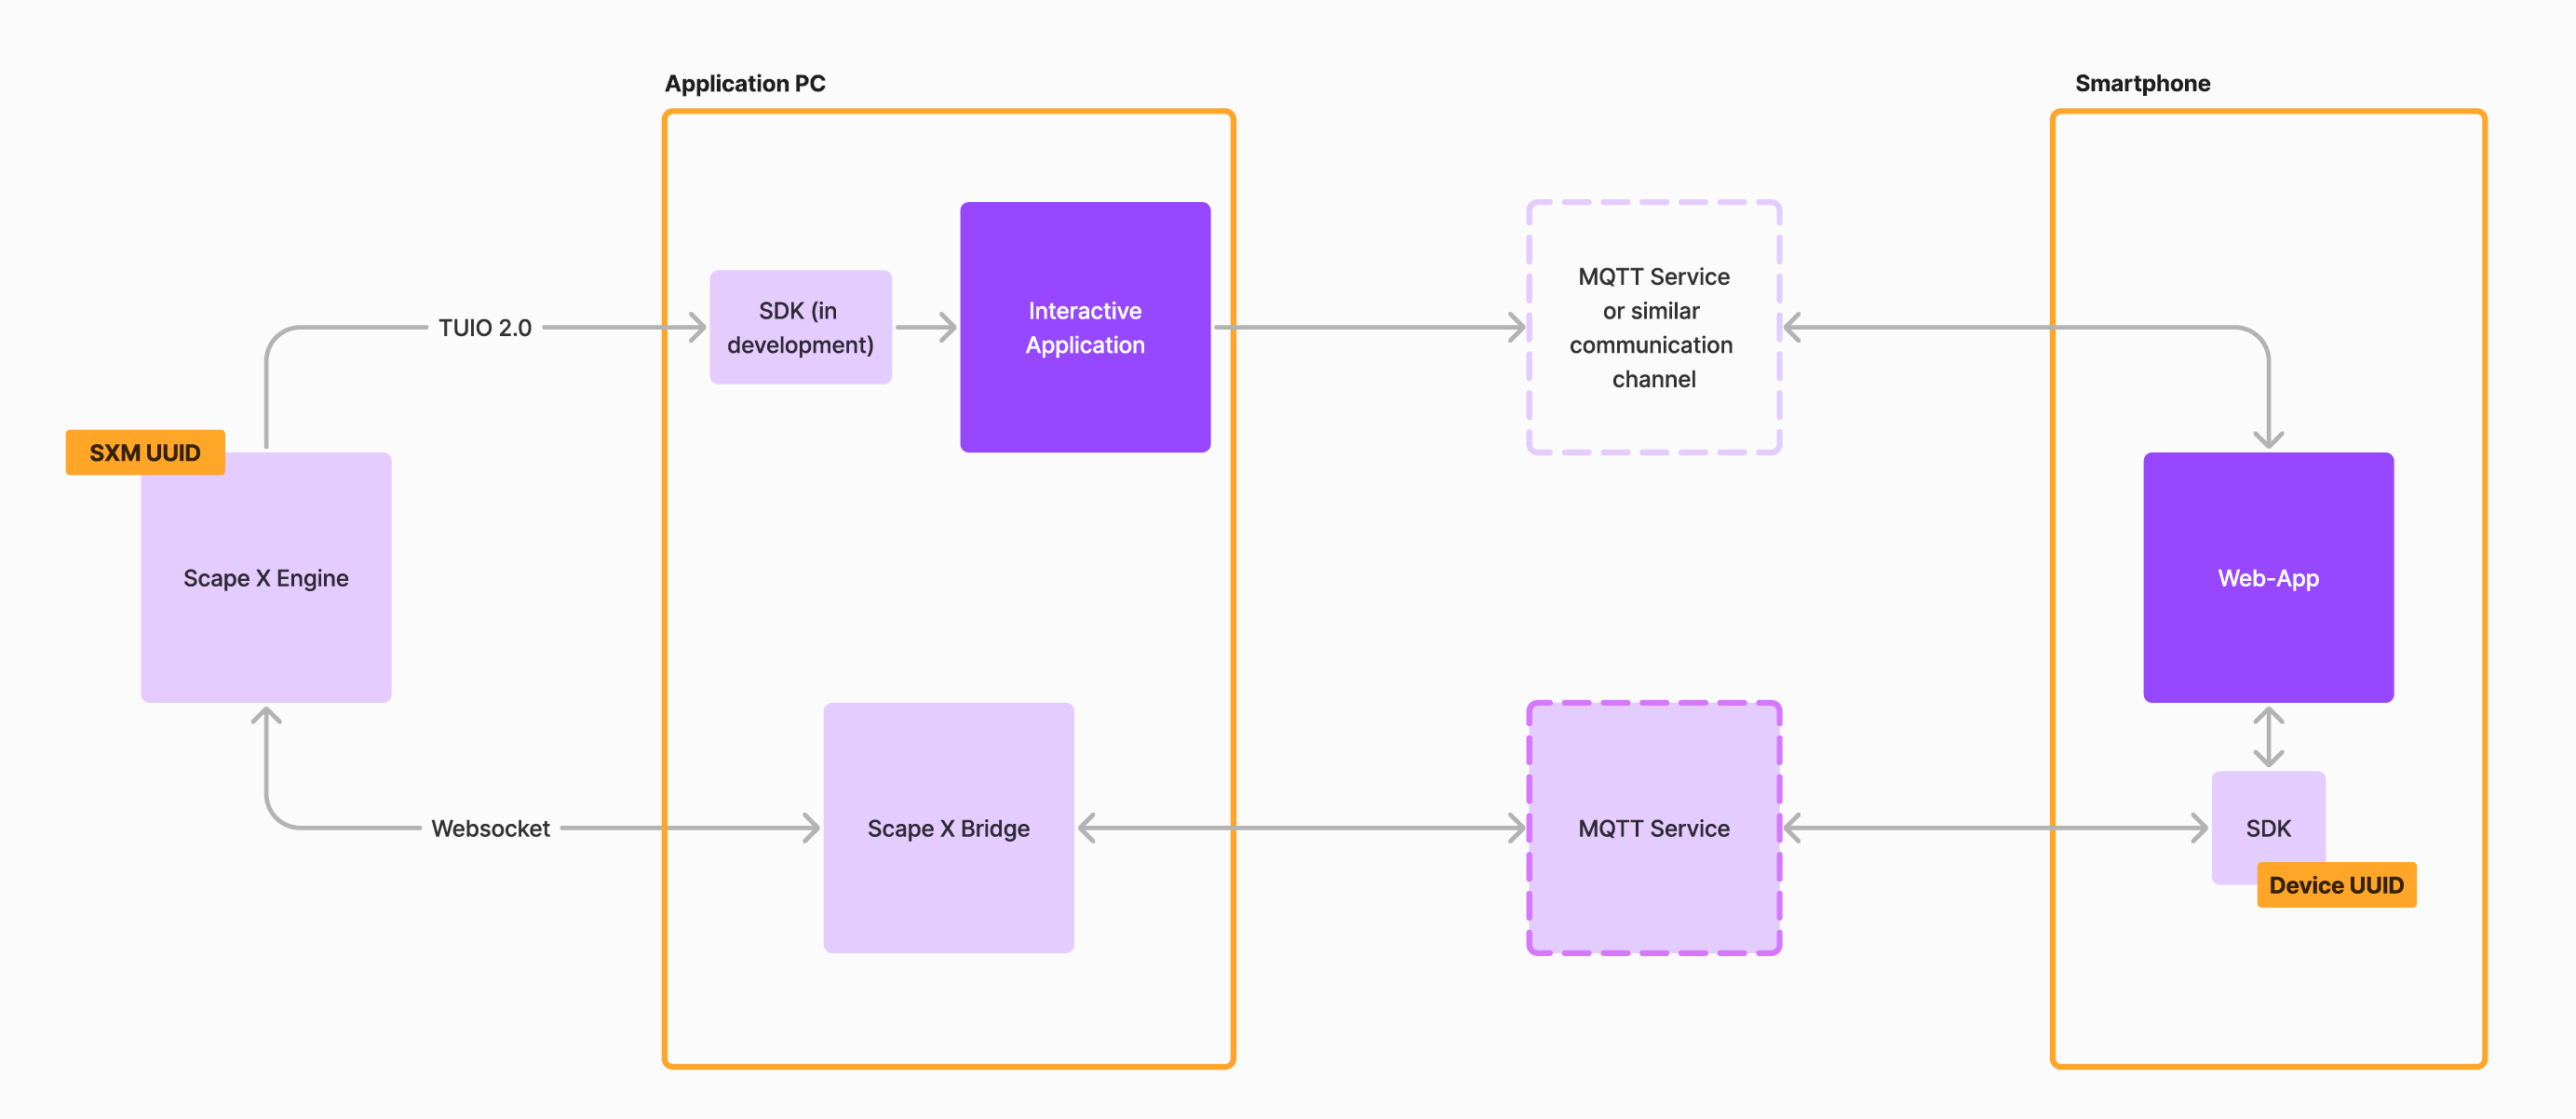 Application PC
Smartphone
TUIO 2.0
SDK (in
development)
Interactive
Application
MQTT Service
or similar
communication
channel
SXM UUID
Scape X Engine
Web-App
Websocket
Scape X Bridge
MQTT Service
SDK
Device UUID